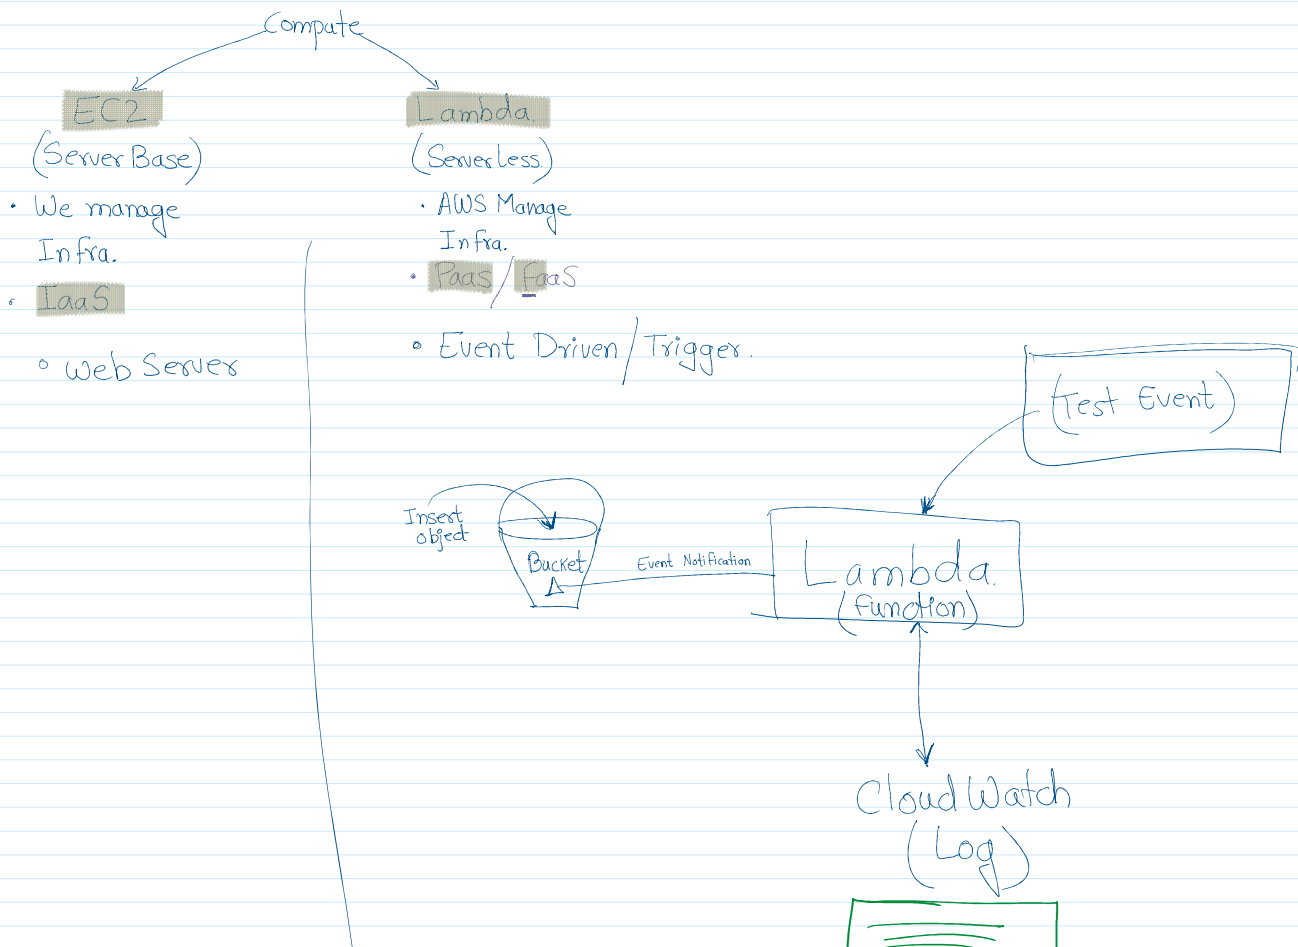 Compute
EC2
(Server Base)
• We manage
Infra.
• IaaS
° Web Server
Lambda.
(Serverless.)
• AWS Manage
Infra.
• Paas / FaaS
° Event Driven / Trigger.
(Test Event)
Insert
object
Bucket
Event Notification
Lambda.
(function)
CloudWatch
(Log)